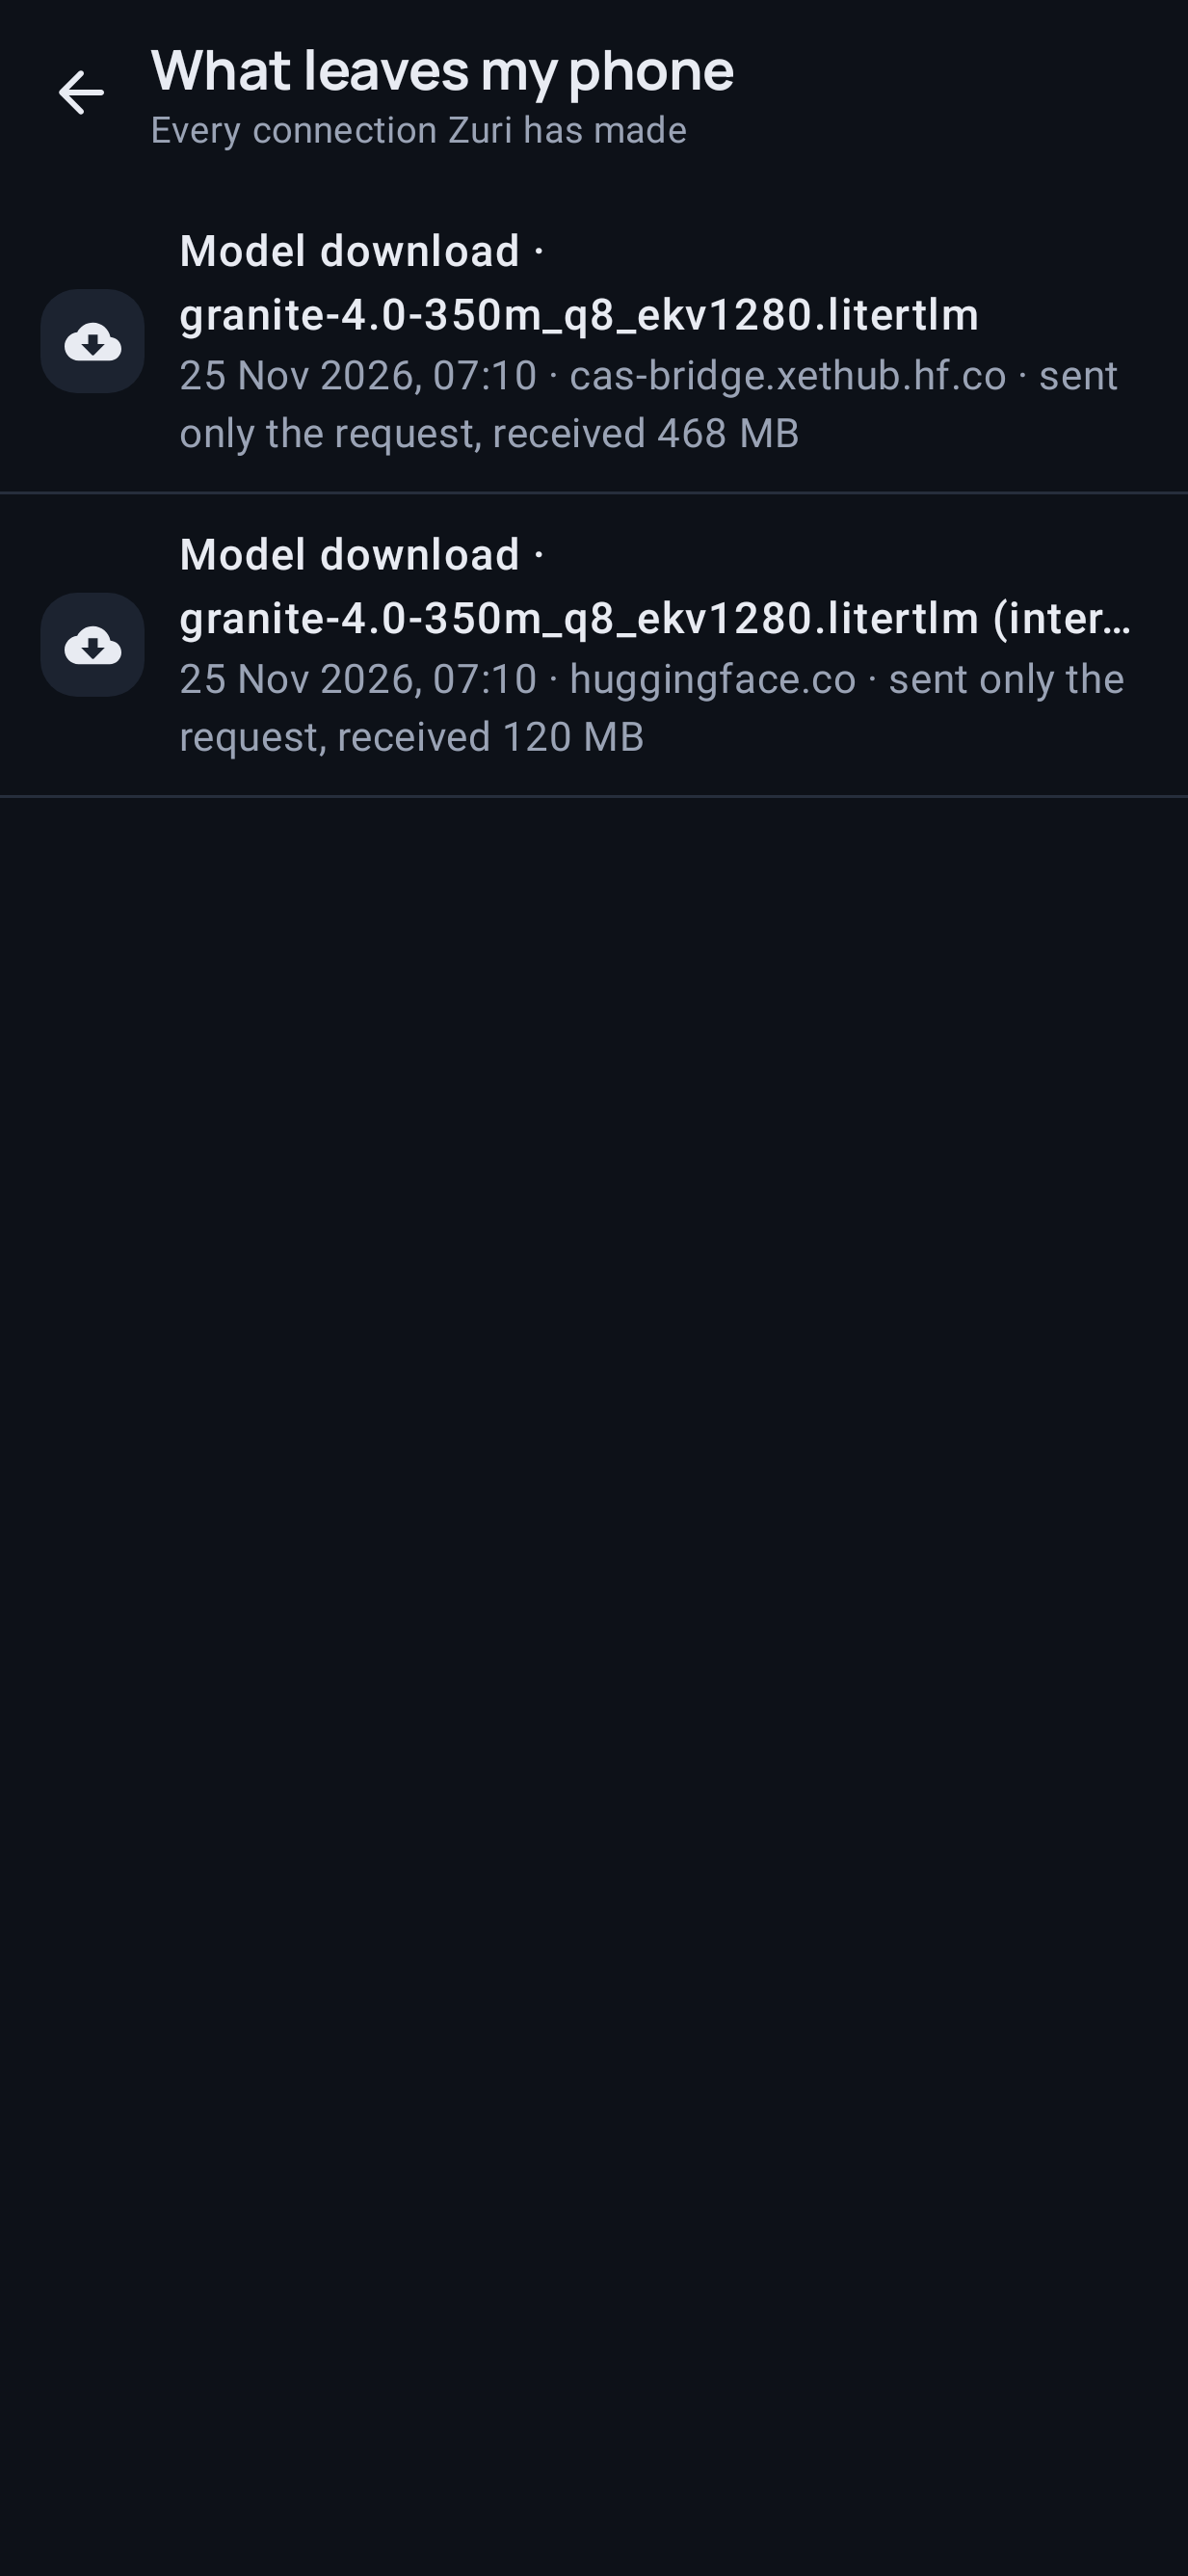 What leaves my phone
Every connection Zuri has made
Model download ·
granite-4.0-350m_q8_ekv1280.litertlm
25 Nov 2026, 07:10 · cas-bridge.xethub.hf.co · sent
only the request, received 468 MB
Model download ·
granite-4.0-350m_q8_ekv1280.litertlm (inter…
25 Nov 2026, 07:10 · huggingface.co · sent only the
request, received 120 MB